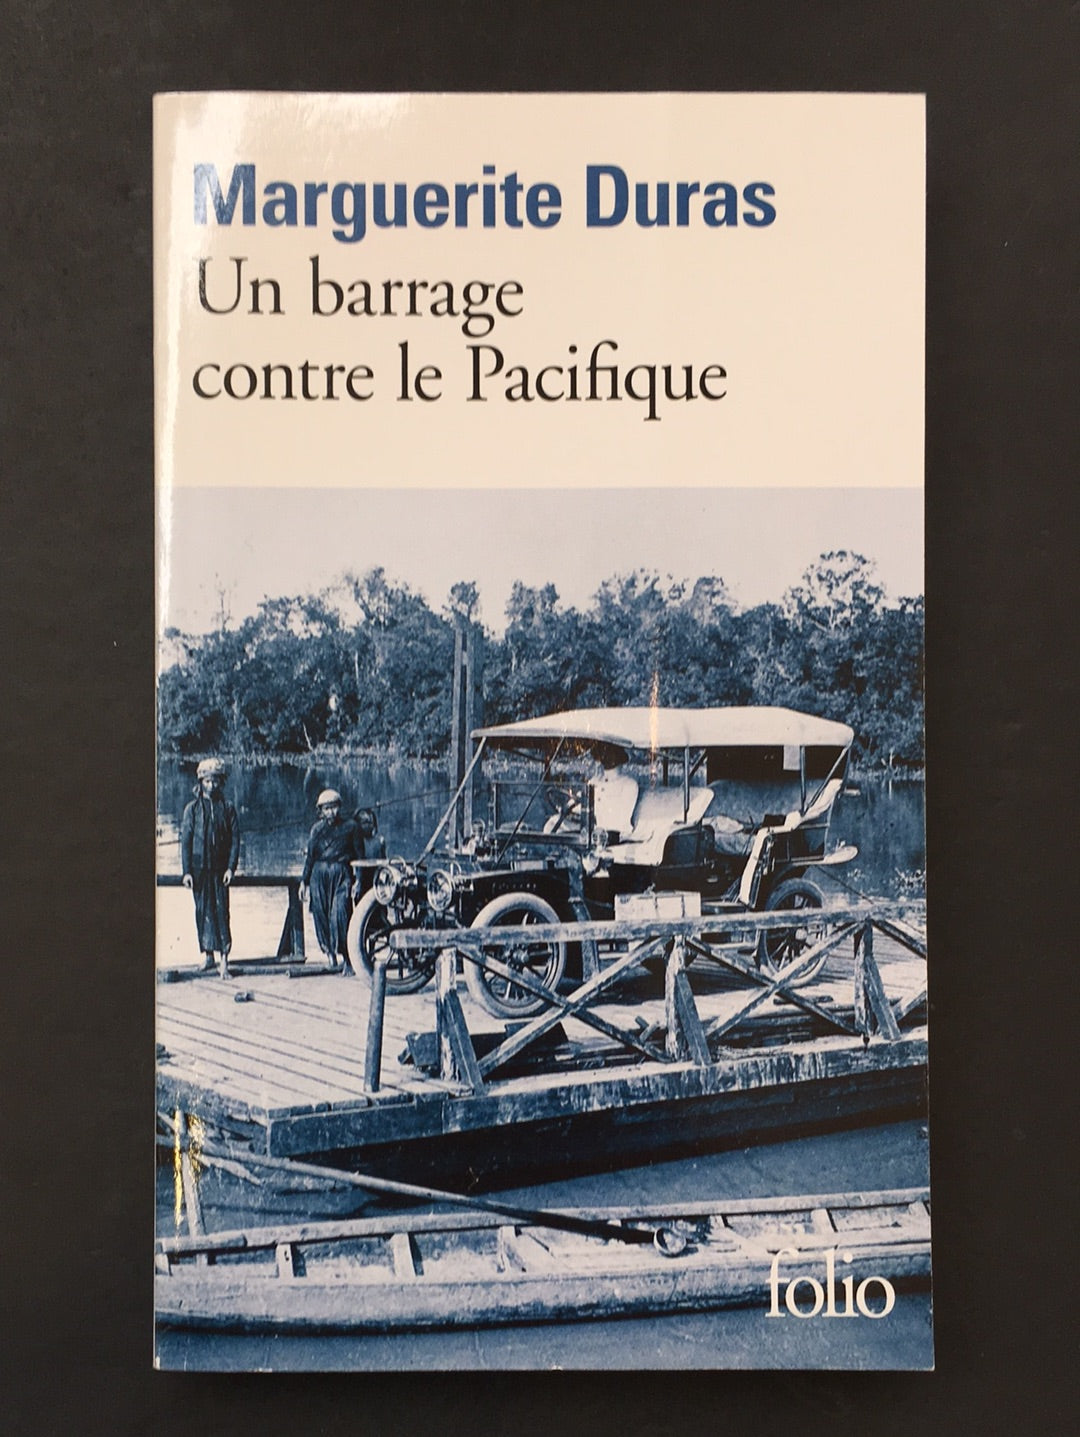 Marguerite Duras
Un barrage
contre le Pacifique
folio